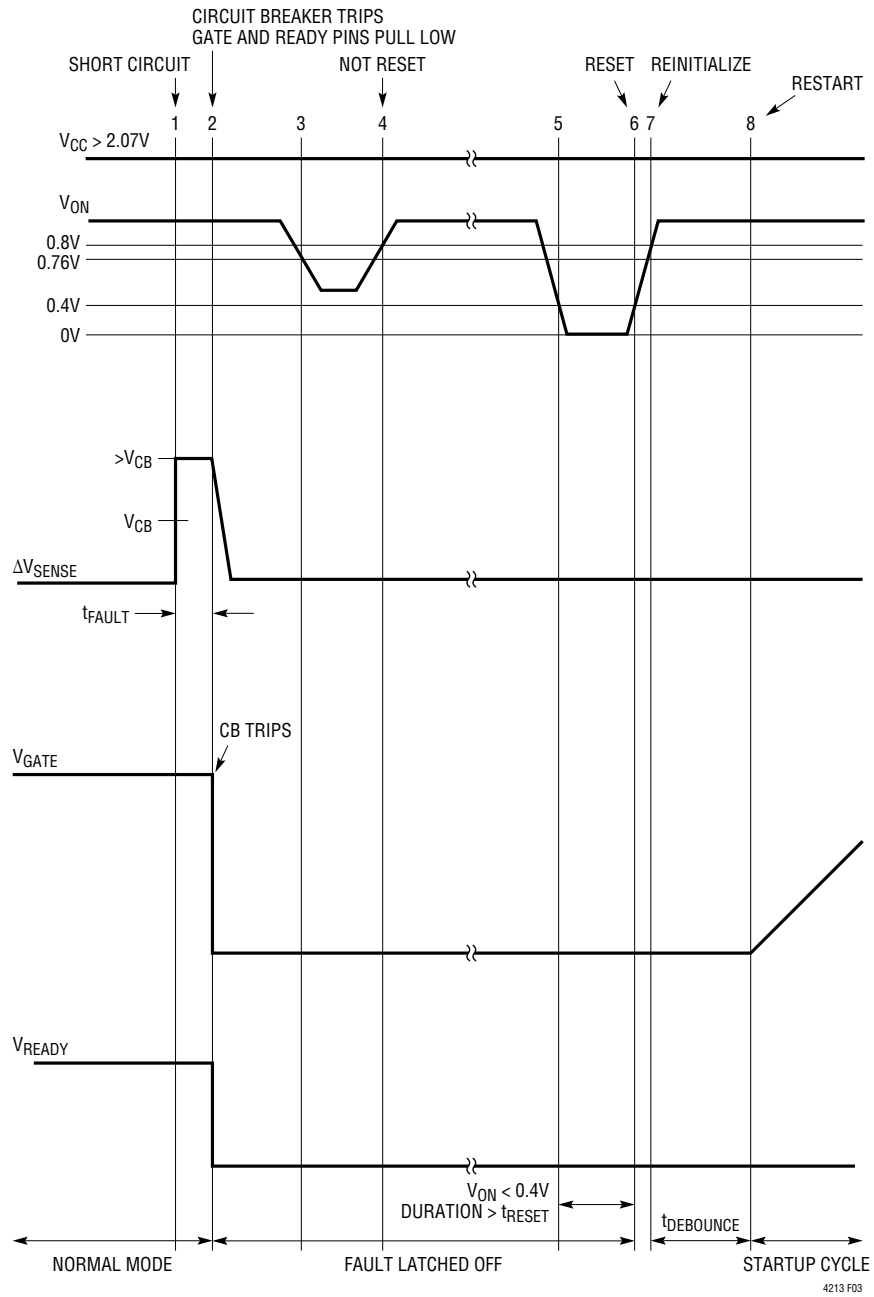 CIRCUIT BREAKER TRIPS
GATE AND READY PINS PULL LOW
SHORT CIRCUIT
NOT RESET
RESET
REINITIALIZE
RESTART
1
2
3
4
5
6
7
8
VCC > 2.07V
VON
0.8V
0.76V
0.4V
0V
>VCB
VCB
ΔVSENSE
tFAULT
CB TRIPS
VGATE
VREADY
VON < 0.4V
DURATION > tRESET
tDEBOUNCE
NORMAL MODE
FAULT LATCHED OFF
STARTUP CYCLE
4213 F03